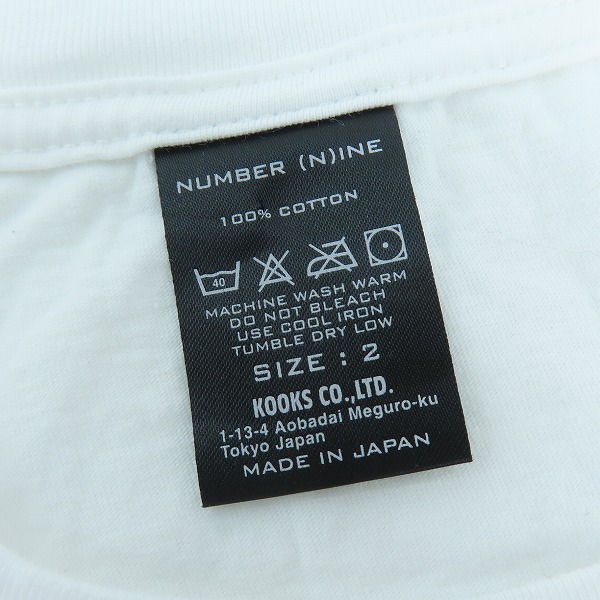 NUMBER (N)INE
100% COTTON
40
MACHINE WASH WARM
DO NOT BLEACH
USE COOL IRON
TUMBLE DRY LOW
SIZE : 2
KOOKS CO.,LTD.
1-13-4 Aobadai Meguro-ku
Tokyo Japan
MADE IN JAPAN